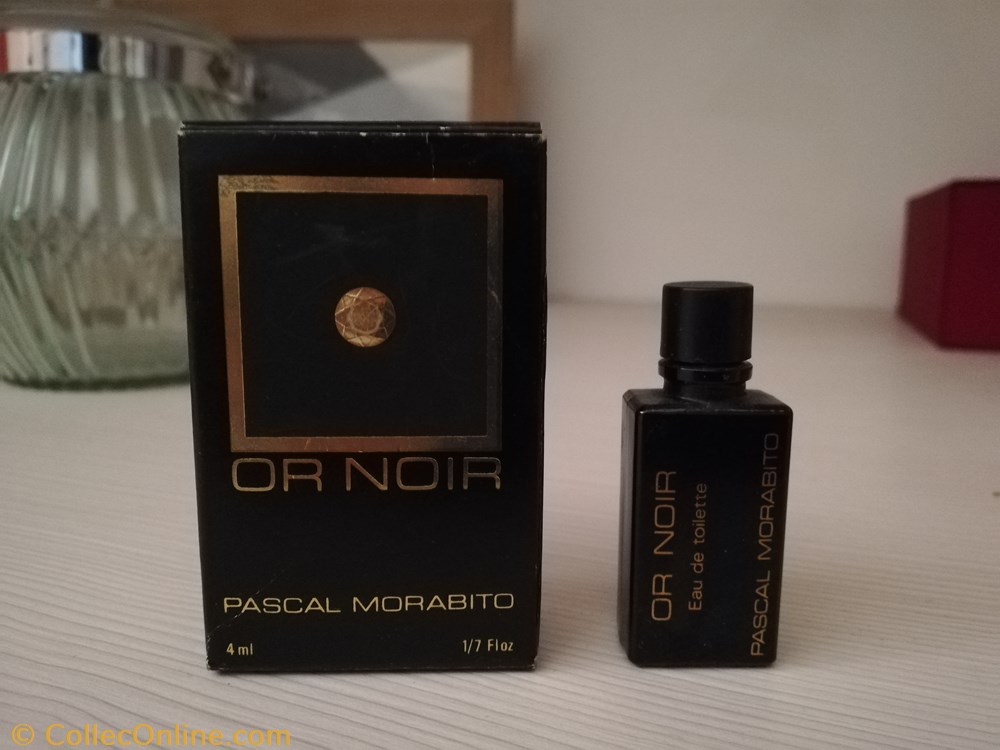 OR NOIR
PASCAL MORABITO
4 ml 1/7 Fl oz
OR NOIR
Eau de toilette
PASCAL MORABITO
© CollecOnline.com